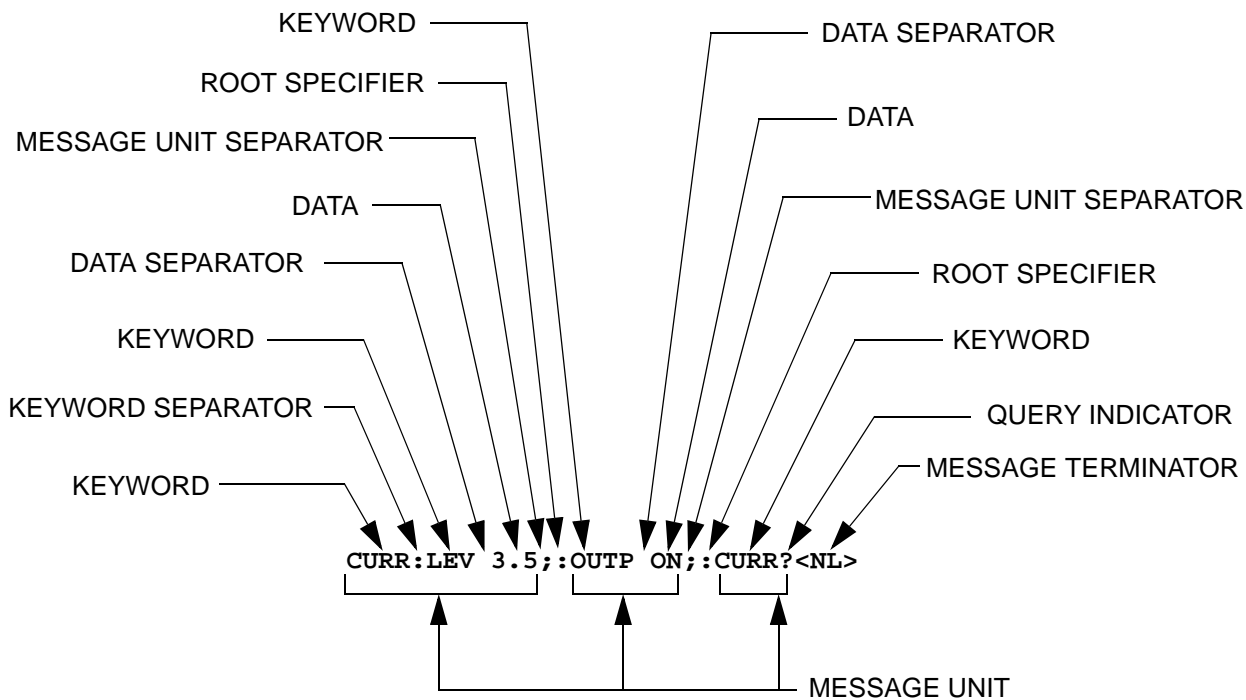 KEYWORD
DATA SEPARATOR
ROOT SPECIFIER
DATA
MESSAGE UNIT SEPARATOR
MESSAGE UNIT SEPARATOR
DATA
DATA SEPARATOR
ROOT SPECIFIER
KEYWORD
KEYWORD
KEYWORD SEPARATOR
QUERY INDICATOR
MESSAGE TERMINATOR
KEYWORD
CURR:LEV 3.5;:OUTP ON;:CURR?<NL>
MESSAGE UNIT